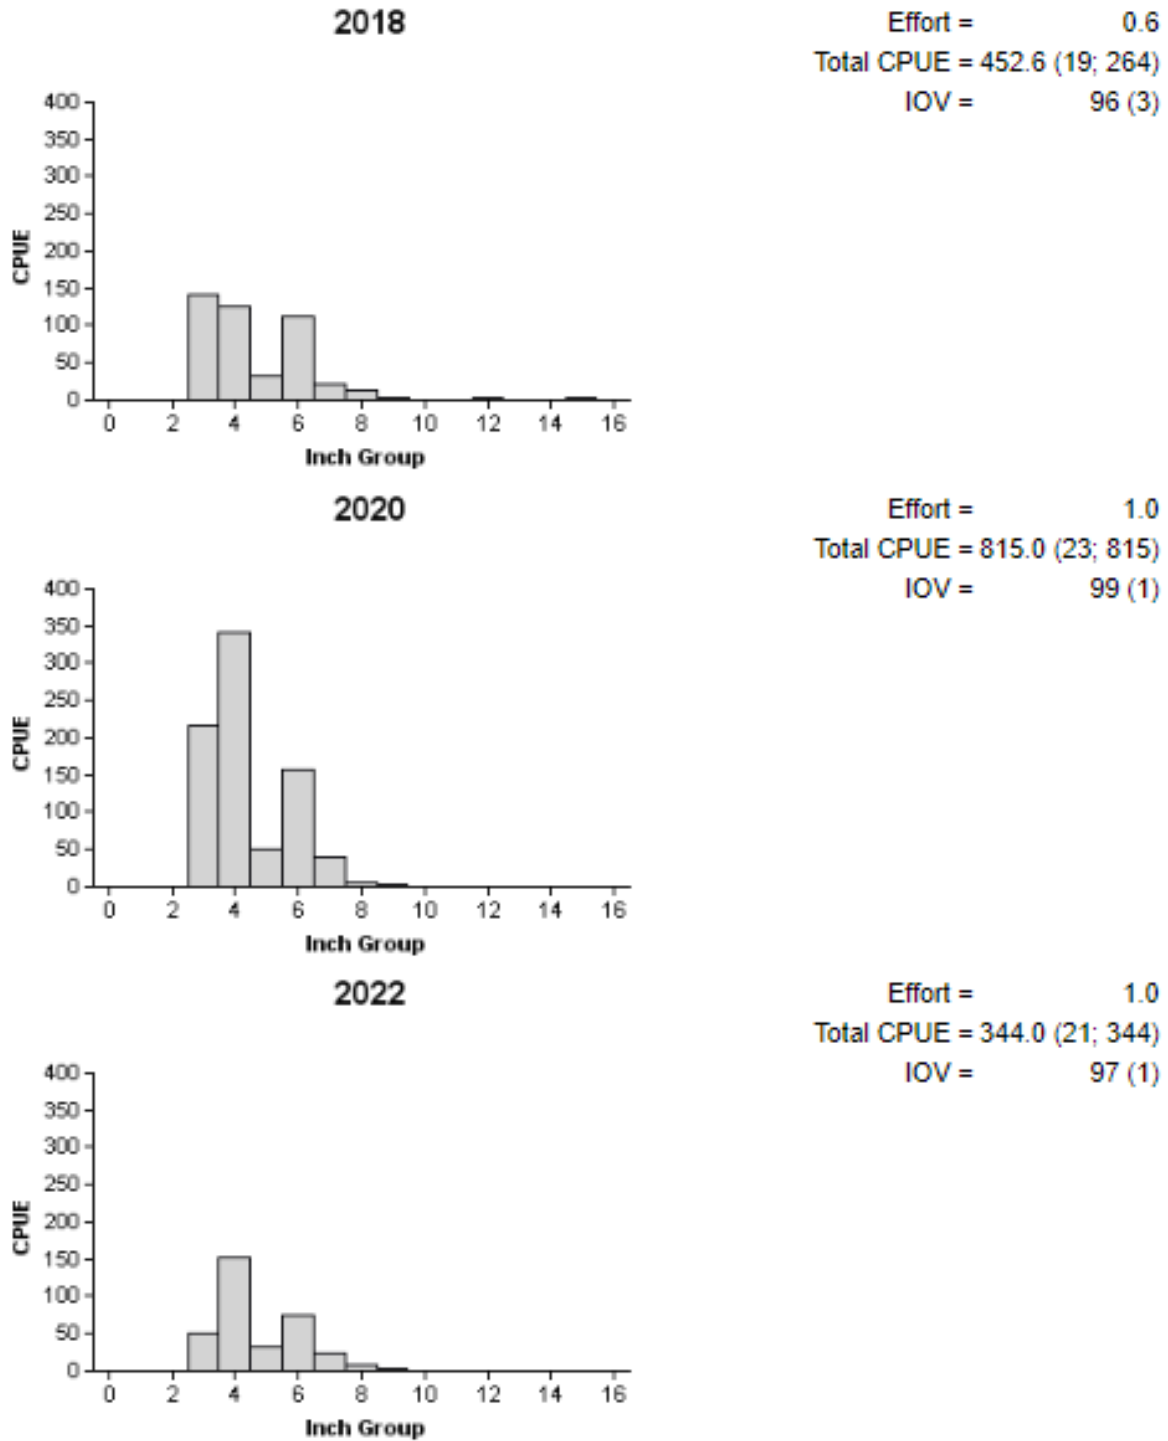 2018
Effort = 0.6
Total CPUE = 452.6 (19; 264)
IOV = 96 (3)
400
350
300
250
200
150
100
50
0
CPUE
0 2 4 6 8 10 12 14 16
Inch Group
2020
Effort = 1.0
Total CPUE = 815.0 (23; 815)
IOV = 99 (1)
400
350
300
250
200
150
100
50
0
CPUE
0 2 4 6 8 10 12 14 16
Inch Group
2022
Effort = 1.0
Total CPUE = 344.0 (21; 344)
IOV = 97 (1)
400
350
300
250
200
150
100
50
0
CPUE
0 2 4 6 8 10 12 14 16
Inch Group